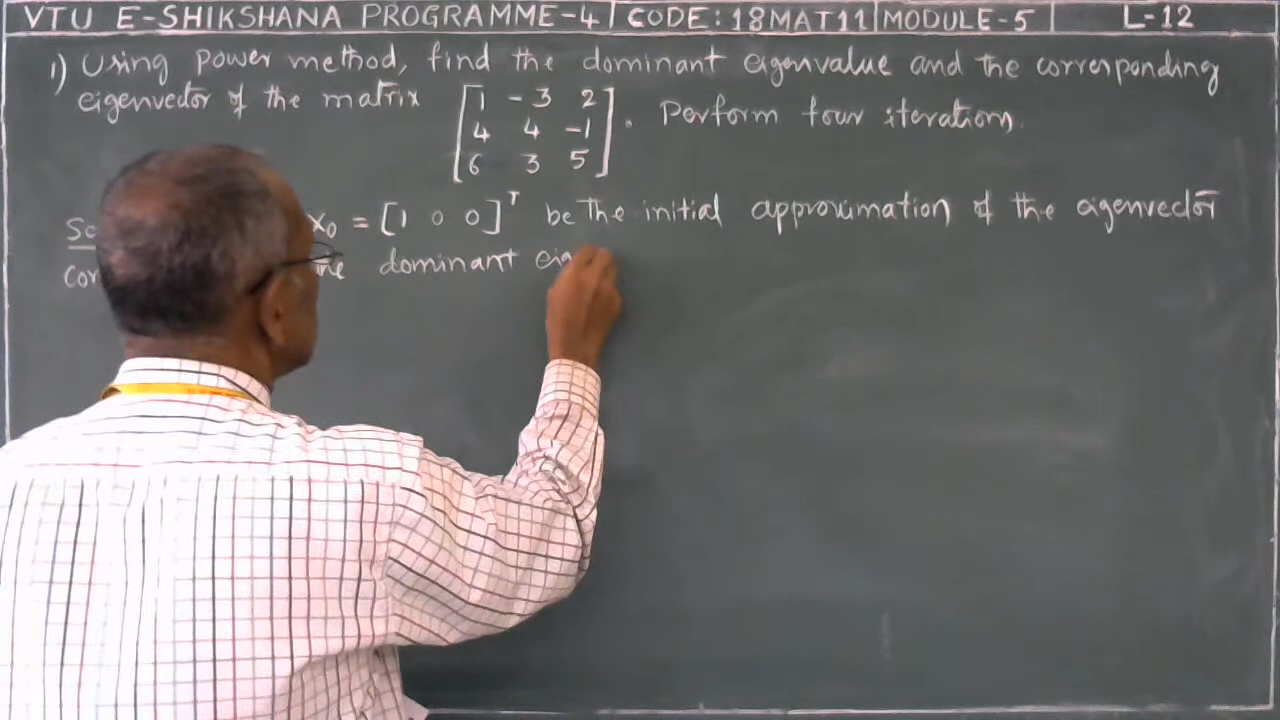 VTU E-SHIKSHANA PROGRAMME-4 | CODE: 18MAT11 | MODULE-5 | L-12
1) Using power method, find the dominant eigenvalue and the corresponding
eigenvector of the matrix [1 -3 2
4 4 -1
6 3 5]. Perform four iterations.
X0 = [1 0 0]^T be the initial approximation of the eigenvector
dominant